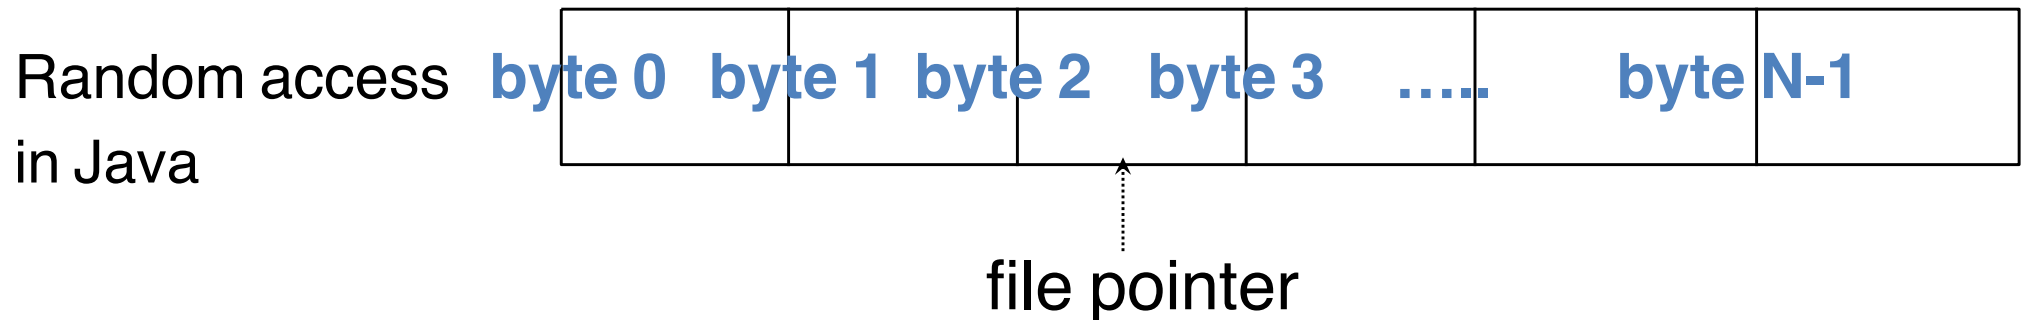 Random access byte 0 byte 1 byte 2 byte 3 ..... byte N-1
in Java
file pointer